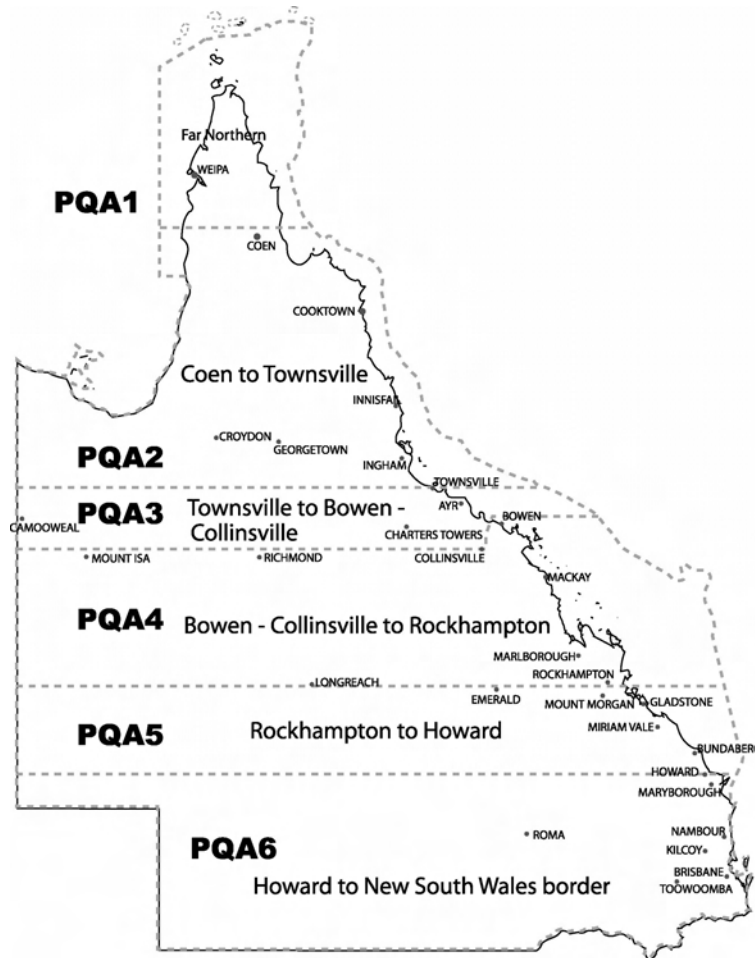 Far Northern
WEIPA
PQA1
COEN
COOKTOWN
Coen to Townsville
INNISFAIL
CROYDON
GEORGETOWN
PQA2
INGHAM
TOWNSVILLE
PQA3
Townsville to Bowen -
Collinsville
AYR
BOWEN
CAMOOWEAL
CHARTERS TOWERS
MOUNT ISA
RICHMOND
COLLINSVILLE
MACKAY
PQA4
Bowen - Collinsville to Rockhampton
MARLBOROUGH
ROCKHAMPTON
LONGREACH
EMERALD
MOUNT MORGAN
GLADSTONE
PQA5
Rockhampton to Howard
MIRIAM VALE
BUNDABERG
HOWARD
MARYBOROUGH
ROMA
NAMBOUR
PQA6
KILCOY
Howard to New South Wales border
BRISBANE
TOOWOOMBA